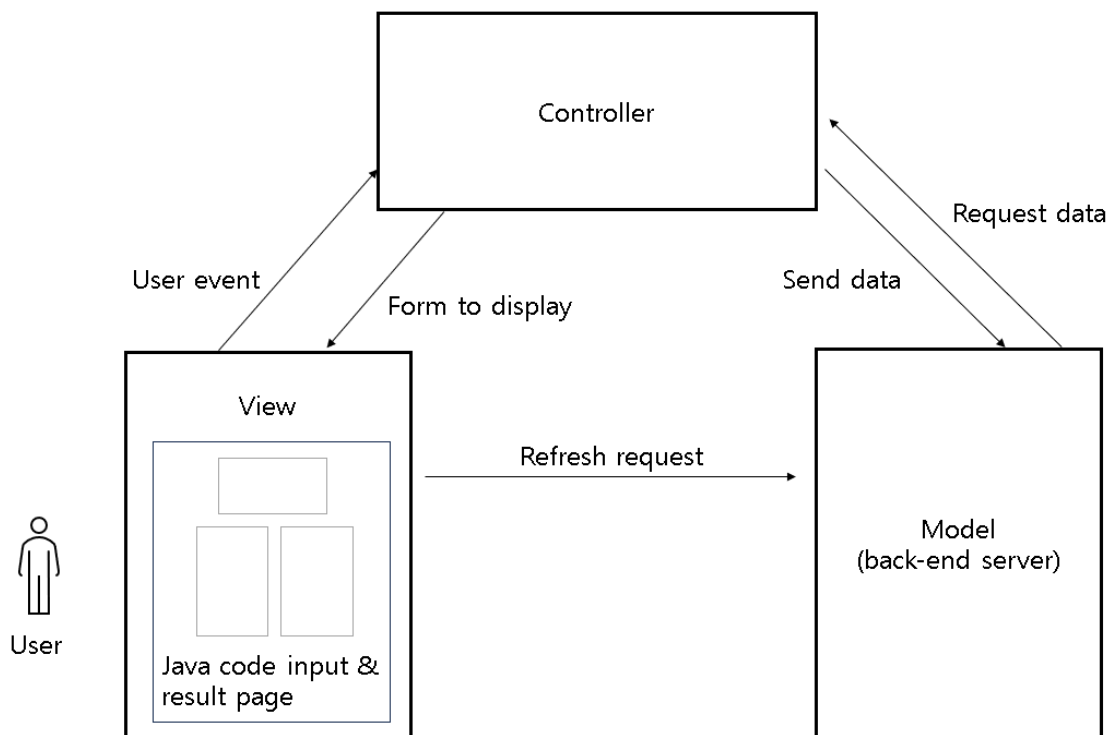 Controller
Request data
User event
Send data
Form to display
View
Refresh request
Model
(back-end server)
User
Java code input &
result page